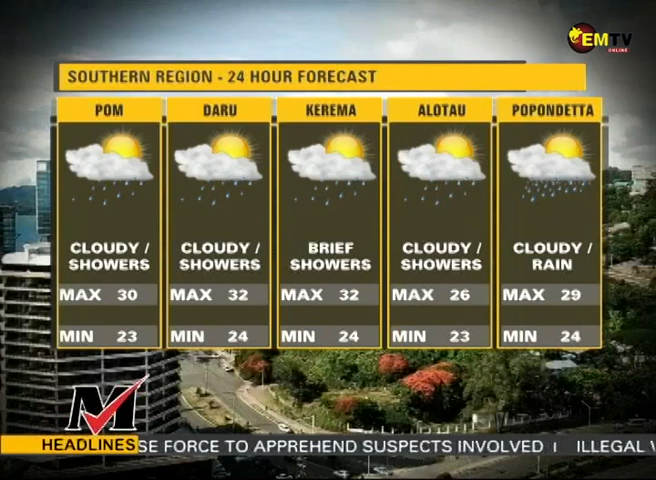 EMTV
ONLINE
SOUTHERN REGION - 24 HOUR FORECAST
POM DARU KEREMA ALOTAU POPONDETTA
CLOUDY / CLOUDY / BRIEF CLOUDY / CLOUDY /
SHOWERS SHOWERS SHOWERS SHOWERS RAIN
MAX 30 MAX 32 MAX 32 MAX 26 MAX 29
MIN 23 MIN 24 MIN 24 MIN 23 MIN 24
M
HEADLINES SE FORCE TO APPREHEND SUSPECTS INVOLVED I ILLEGAL